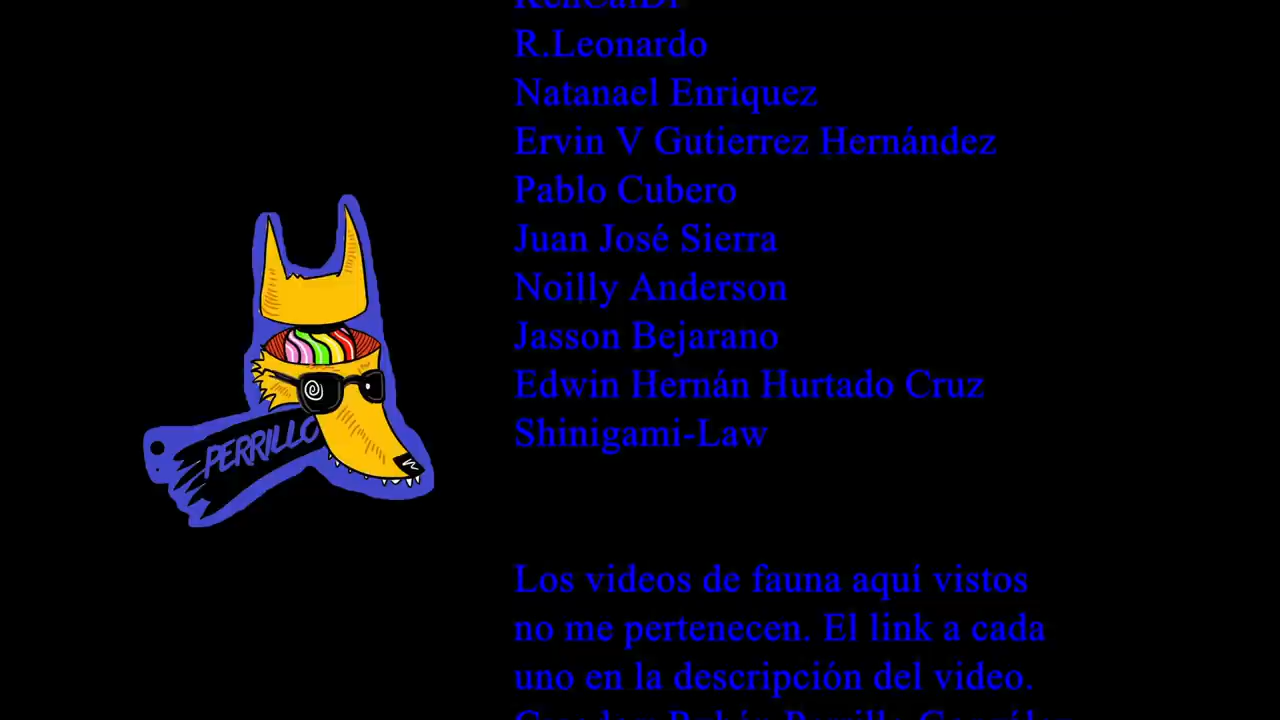 R.Leonardo
Natanael Enriquez
Ervin V Gutierrez Hernández
Pablo Cubero
Juan José Sierra
Noilly Anderson
Jasson Bejarano
Edwin Hernán Hurtado Cruz
Shinigami-Law
PERRILLO
Los videos de fauna aquí vistos
no me pertenecen. El link a cada
uno en la descripción del video.